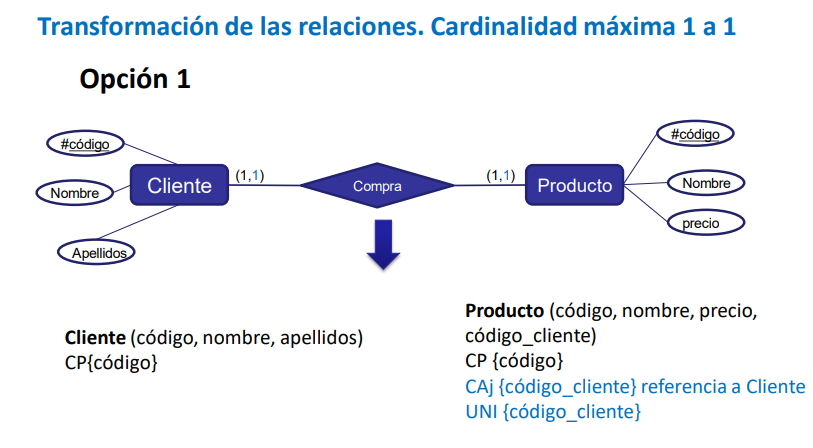 Transformación de las relaciones. Cardinalidad máxima 1 a 1
Opción 1
#código
Nombre
Apellidos
Cliente
(1,1)
Compra
(1,1)
Producto
#código
Nombre
precio
Cliente (código, nombre, apellidos)
CP{código}
Producto (código, nombre, precio,
código_cliente)
CP {código}
CAj {código_cliente} referencia a Cliente
UNI {código_cliente}